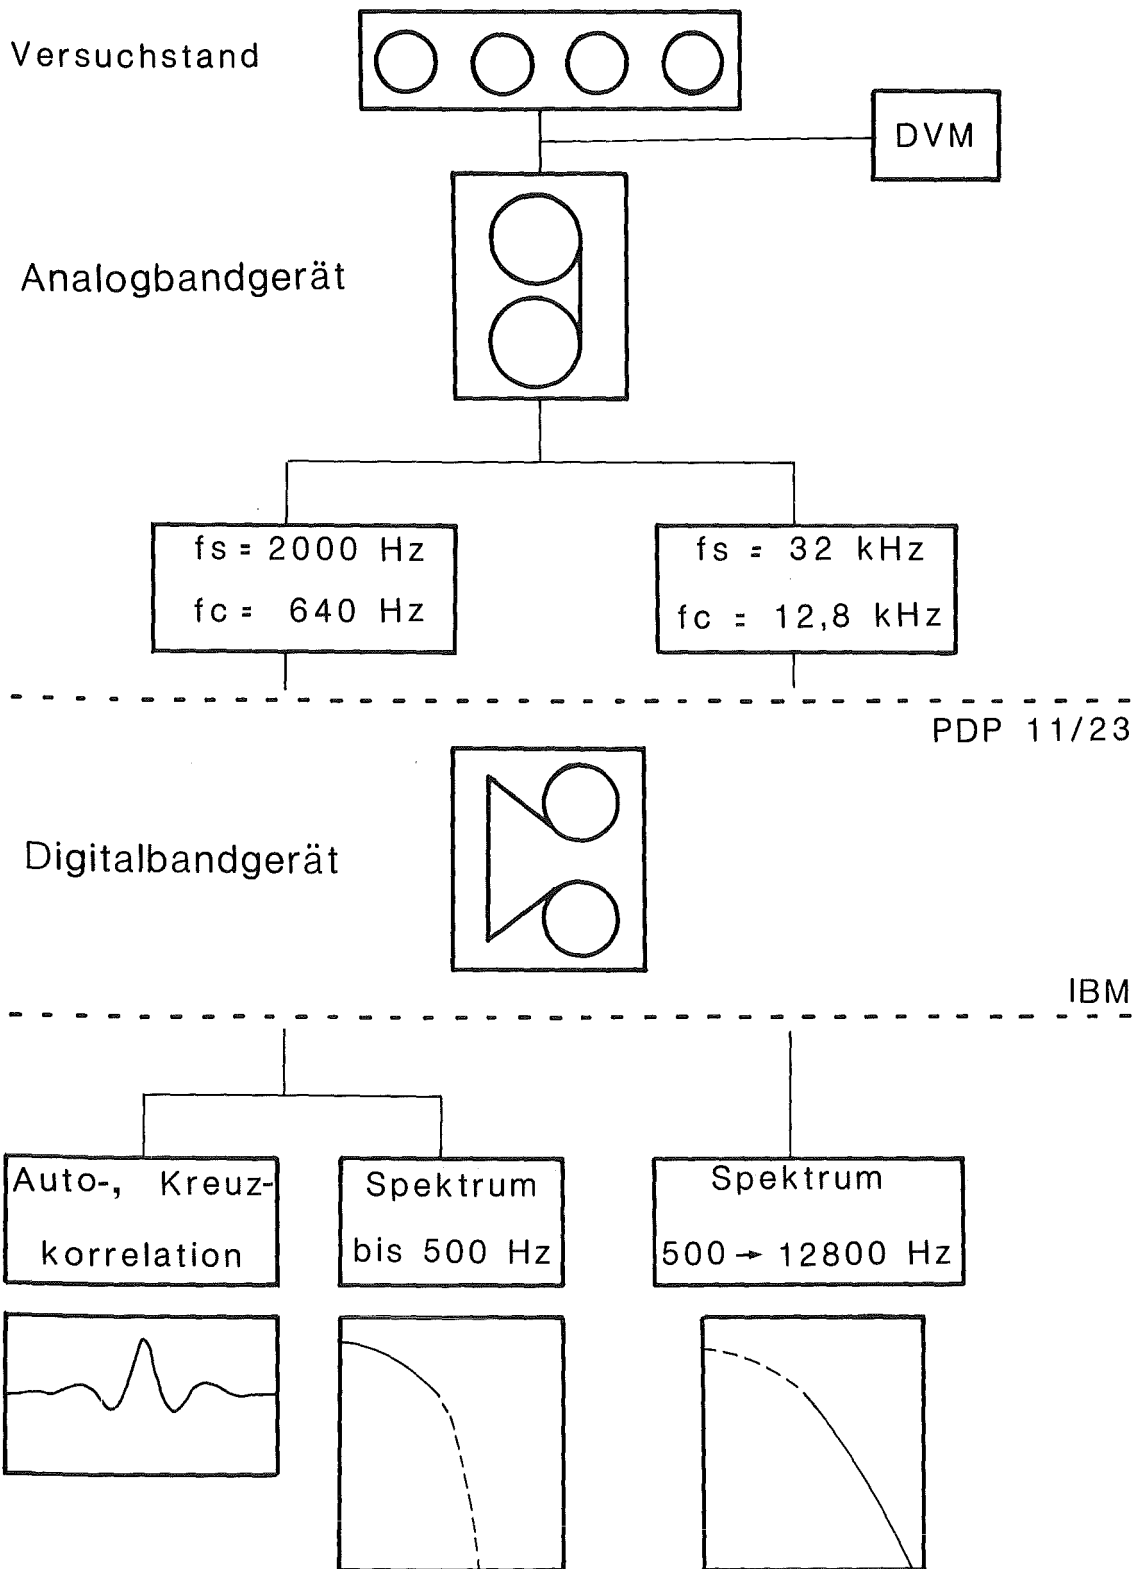 Versuchstand
DVM
Analogbandgerät
fs = 2000 Hz
fc = 640 Hz
fs = 32 kHz
fc = 12,8 kHz
PDP 11/23
Digitalbandgerät
IBM
Auto-, Kreuz-
korrelation
Spektrum
bis 500 Hz
Spektrum
500 → 12800 Hz